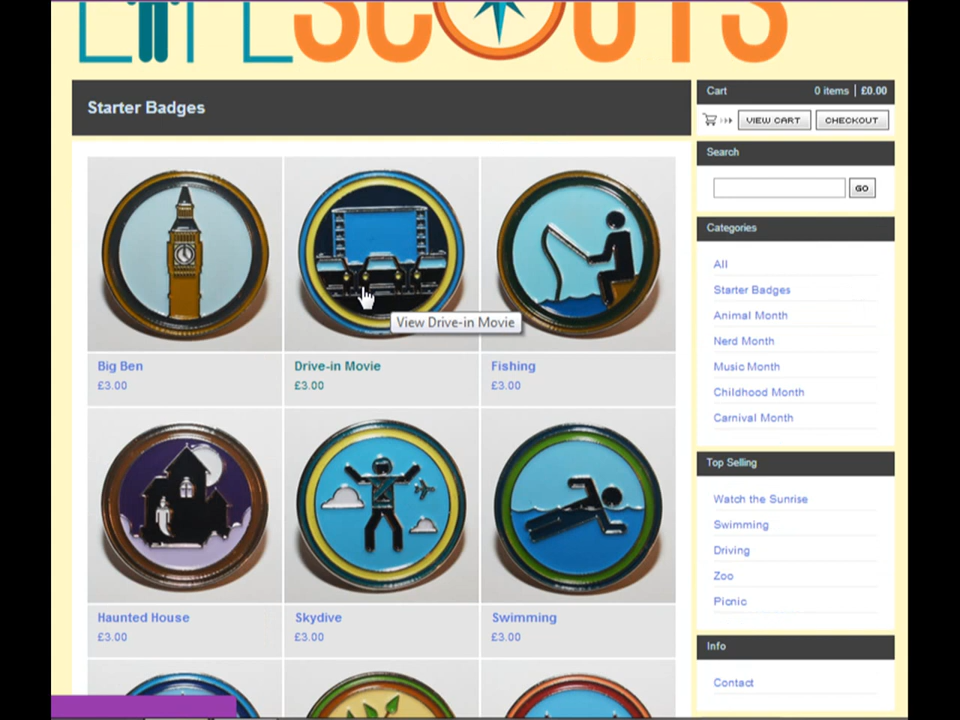 LIFE SCOUTS
Starter Badges
Cart
0 items
£0.00
VIEW CART
CHECKOUT
Search
GO
Categories
All
Starter Badges
Animal Month
Nerd Month
Music Month
Childhood Month
Carnival Month
Top Selling
Watch the Sunrise
Swimming
Driving
Zoo
Picnic
Info
Contact
View Drive-in Movie
Big Ben
£3.00
Drive-in Movie
£3.00
Fishing
£3.00
Haunted House
£3.00
Skydive
£3.00
Swimming
£3.00